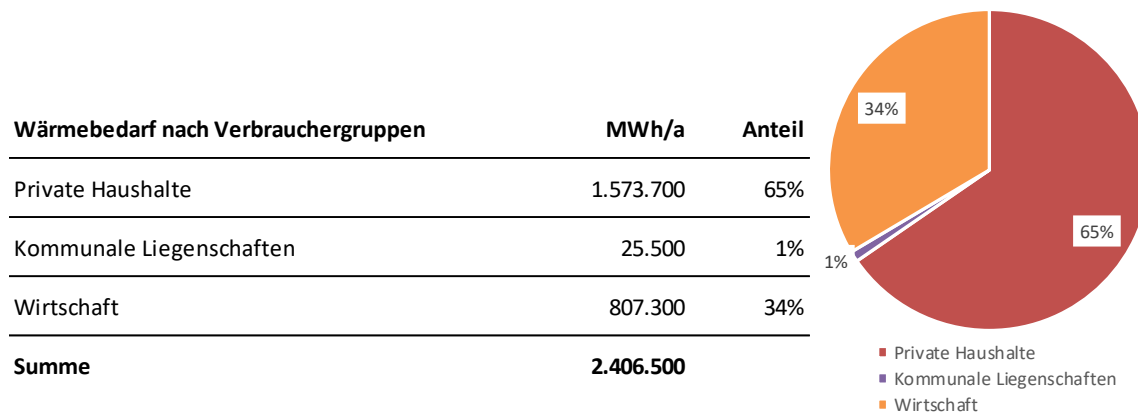 Wärmebedarf nach Verbrauchergruppen MWh/a Anteil
Private Haushalte 1.573.700 65%
Kommunale Liegenschaften 25.500 1%
Wirtschaft 807.300 34%
Summe 2.406.500
34%
65%
1%
Private Haushalte
Kommunale Liegenschaften
Wirtschaft